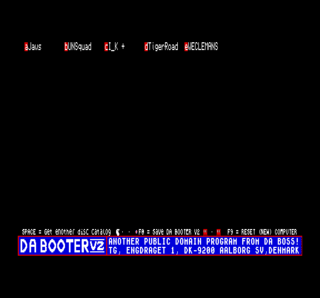 aJaws bUNSquad cI_K + dTigerRoad eWECLEMANS
SPACE = Get another diSC Catalog · ·+F0 = Save DA BOOTER V2 · F9 = RESET (NEW) COMPUTER
DA BOOTER V2
ANOTHER PUBLIC DOMAIN PROGRAM FROM DA BOSS!
TG, ENGDRAGET 1, DK-9200 AALBORG SV,DENMARK